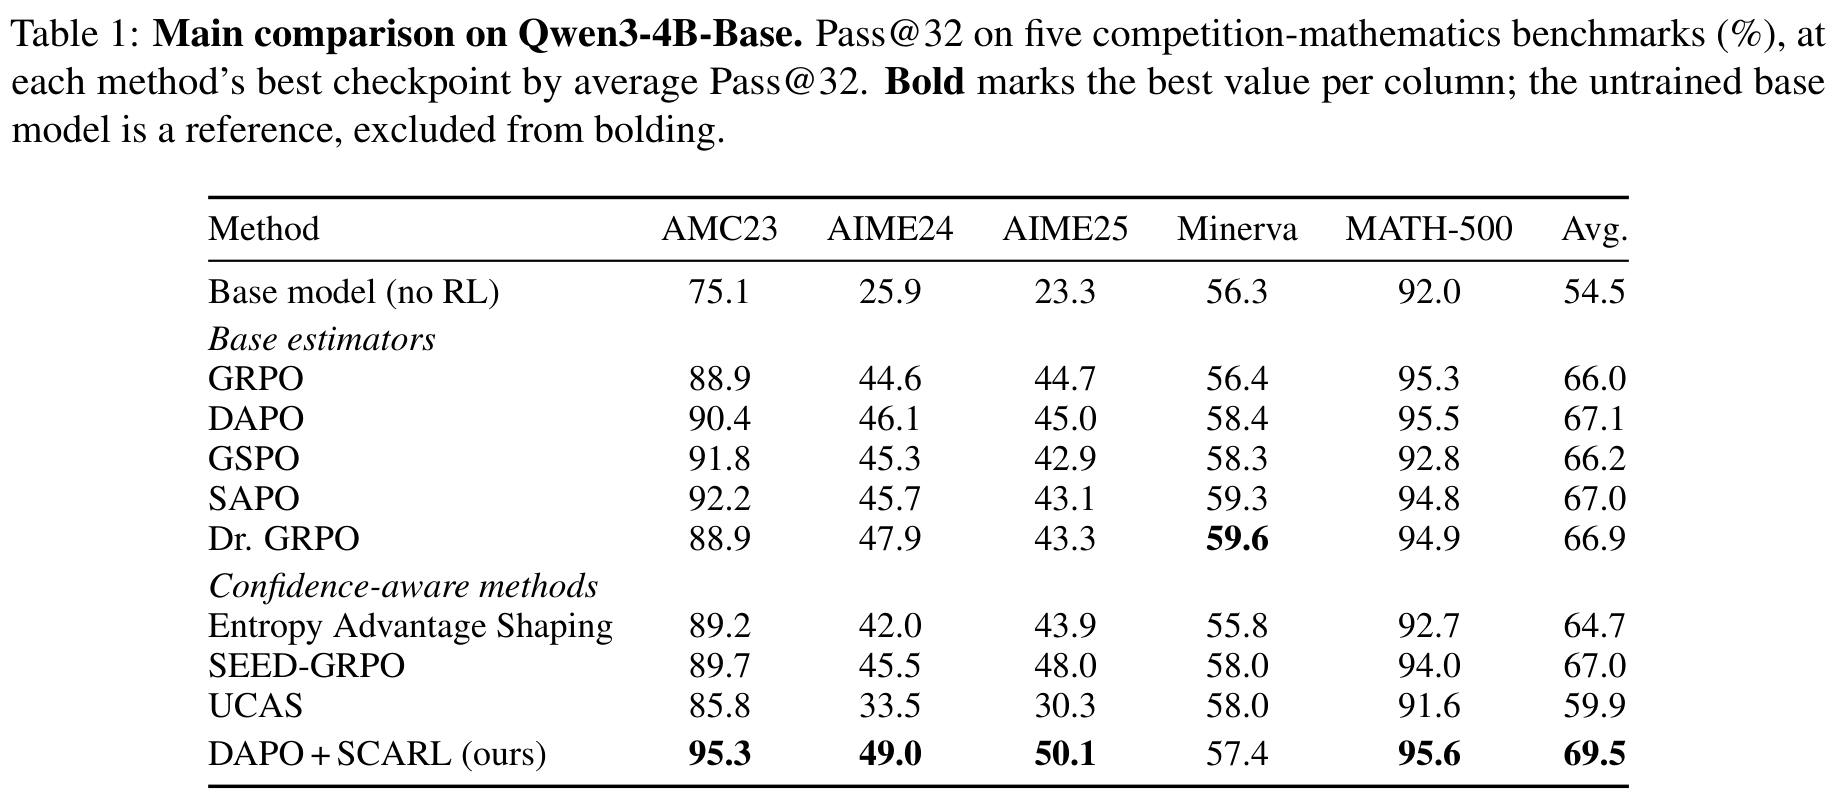 Table 1: Main comparison on Qwen3-4B-Base. Pass@32 on five competition-mathematics benchmarks (%), at
each method's best checkpoint by average Pass@32. Bold marks the best value per column; the untrained base
model is a reference, excluded from bolding.
Method AMC23 AIME24 AIME25 Minerva MATH-500 Avg.
Base model (no RL) 75.1 25.9 23.3 56.3 92.0 54.5
Base estimators
GRPO 88.9 44.6 44.7 56.4 95.3 66.0
DAPO 90.4 46.1 45.0 58.4 95.5 67.1
GSPO 91.8 45.3 42.9 58.3 92.8 66.2
SAPO 92.2 45.7 43.1 59.3 94.8 67.0
Dr. GRPO 88.9 47.9 43.3 59.6 94.9 66.9
Confidence-aware methods
Entropy Advantage Shaping 89.2 42.0 43.9 55.8 92.7 64.7
SEED-GRPO 89.7 45.5 48.0 58.0 94.0 67.0
UCAS 85.8 33.5 30.3 58.0 91.6 59.9
DAPO + SCARL (ours) 95.3 49.0 50.1 57.4 95.6 69.5